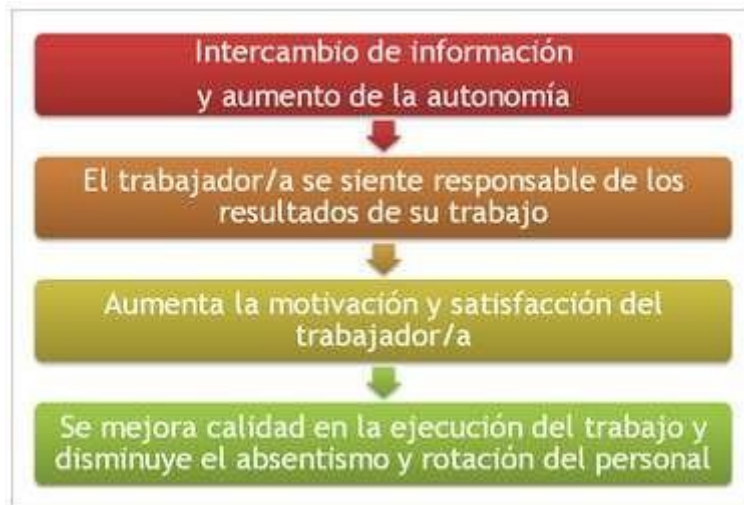 Intercambio de información
y aumento de la autonomía
El trabajador/a se siente responsable de los
resultados de su trabajo
Aumenta la motivación y satisfacción del
trabajador/a
Se mejora calidad en la ejecución del trabajo y
disminuye el absentismo y rotación del personal